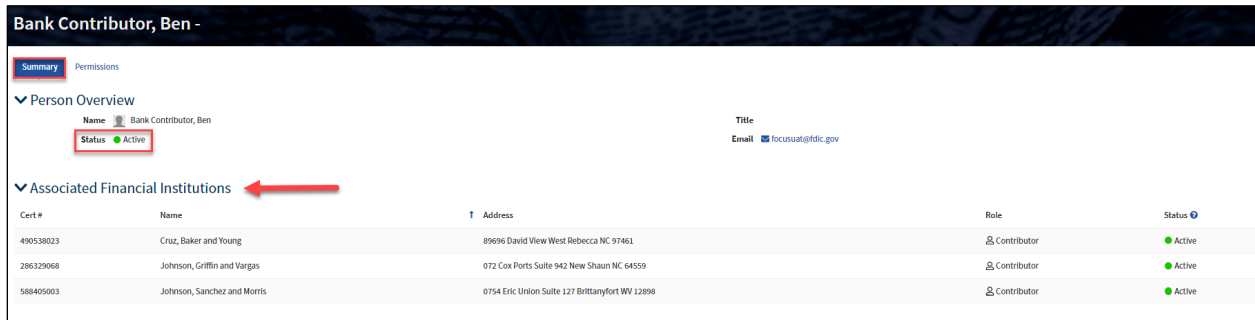 Bank Contributor, Ben -
Summary Permissions
Person Overview
Name Bank Contributor, Ben Title
Status Active Email focusuat@fdic.gov
Associated Financial Institutions
Cert # Name ↑ Address Role Status
490538023 Cruz, Baker and Young 89696 David View West Rebecca NC 97461 Contributor Active
286329068 Johnson, Griffin and Vargas 072 Cox Ports Suite 942 New Shaun NC 64559 Contributor Active
588405003 Johnson, Sanchez and Morris 0754 Eric Union Suite 127 Brittanyfort WV 12898 Contributor Active